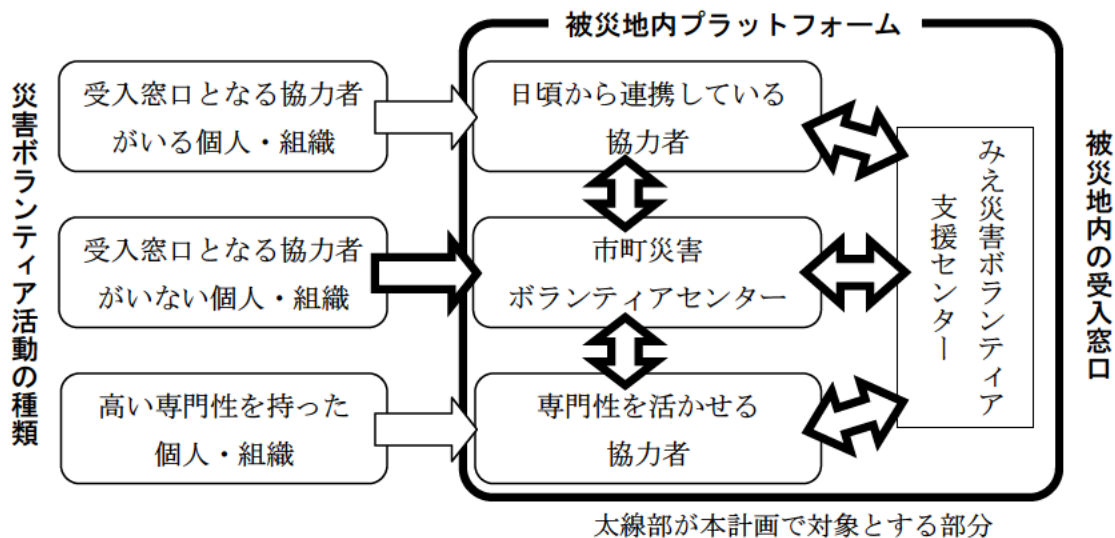 被災地内プラットフォーム
災害ボランティア活動の種類
受入窓口となる協力者
がいる個人・組織
日頃から連携している
協力者
受入窓口となる協力者
がいない個人・組織
市町災害
ボランティアセンター
高い専門性を持った
個人・組織
専門性を活かせる
協力者
みえ災害ボランティア
支援センター
被災地内の受入窓口
太線部が本計画で対象とする部分